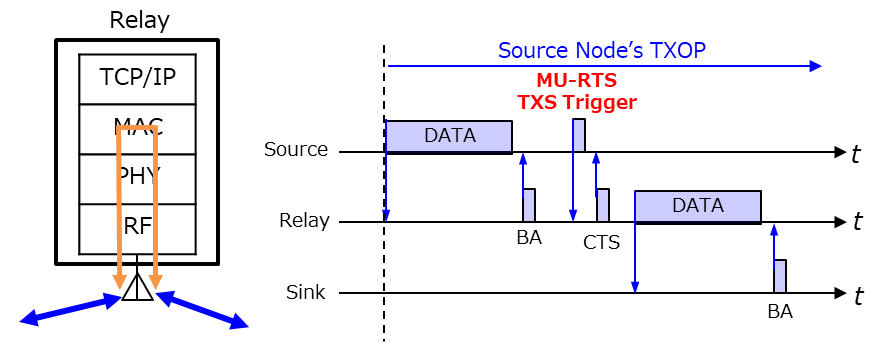 Relay
TCP/IP
MAC
PHY
RF
Source Node's TXOP
MU-RTS
TXS Trigger
Source
DATA
t
Relay
BA
CTS
DATA
t
Sink
BA
t